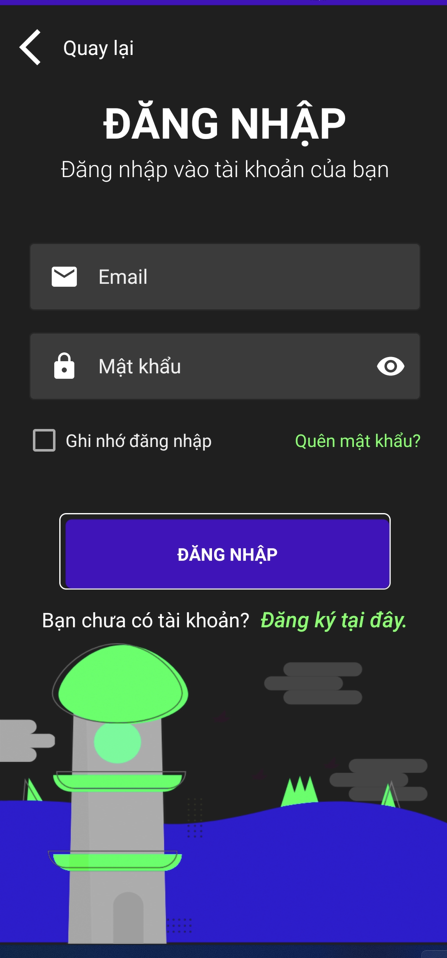 Quay lại
ĐĂNG NHẬP
Đăng nhập vào tài khoản của bạn
Email
Mật khẩu
Ghi nhớ đăng nhập Quên mật khẩu?
ĐĂNG NHẬP
Bạn chưa có tài khoản? Đăng ký tại đây.